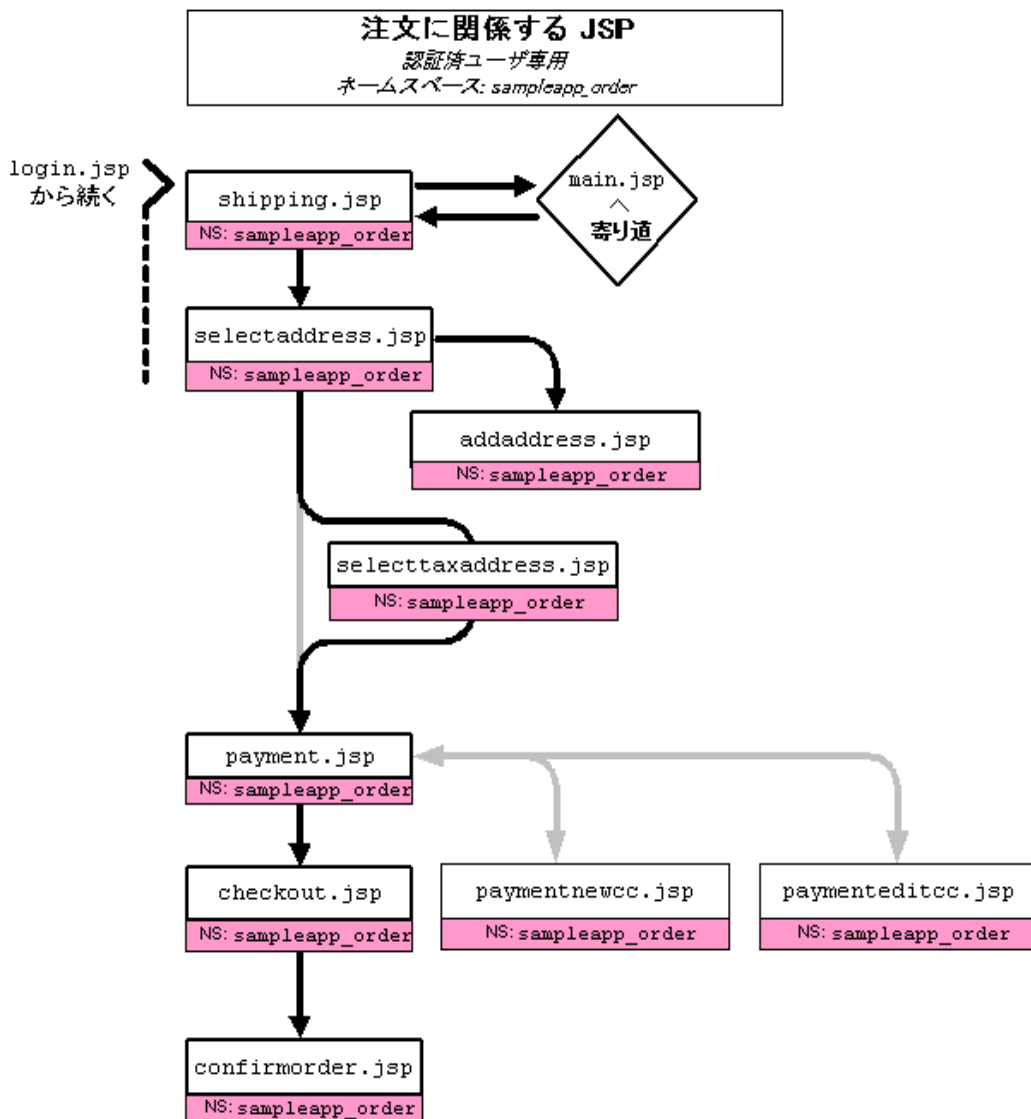 注文に関係する JSP
認証済ユーザ専用
ネームスペース: sampleapp_order
login.jsp
から続く
shipping.jsp
NS: sampleapp_order
main.jsp
へ
寄り道
selectaddress.jsp
NS: sampleapp_order
addaddress.jsp
NS: sampleapp_order
selecttaxaddress.jsp
NS: sampleapp_order
payment.jsp
NS: sampleapp_order
checkout.jsp
NS: sampleapp_order
paymentnewcc.jsp
NS: sampleapp_order
paymenteditcc.jsp
NS: sampleapp_order
confirmorder.jsp
NS: sampleapp_order